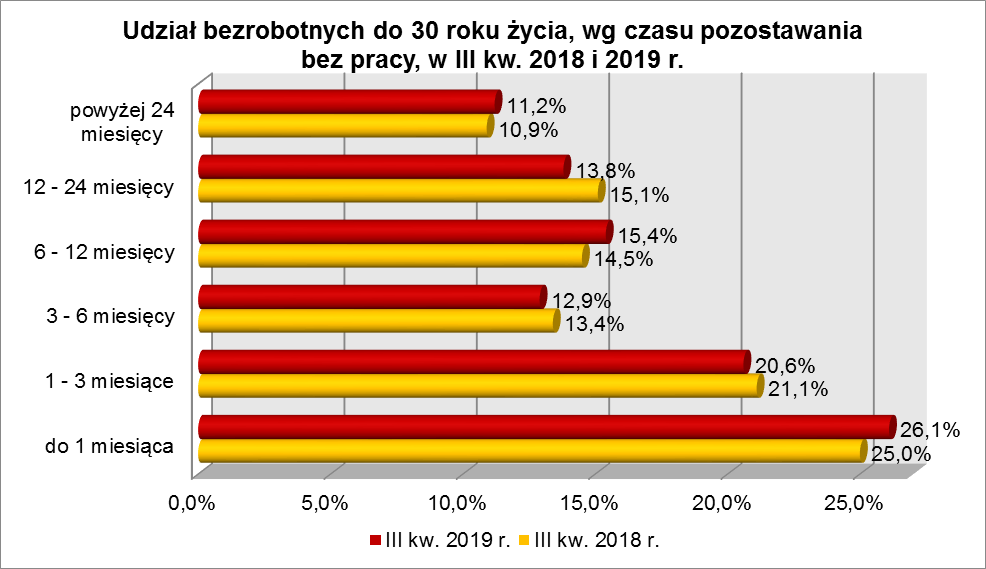 Udział bezrobotnych do 30 roku życia, wg czasu pozostawania
bez pracy, w III kw. 2018 i 2019 r.
powyżej 24
miesięcy
11,2%
10,9%
12 - 24 miesięcy
13,8%
15,1%
6 - 12 miesięcy
15,4%
14,5%
3 - 6 miesięcy
12,9%
13,4%
1 - 3 miesiące
20,6%
21,1%
do 1 miesiąca
26,1%
25,0%
0,0% 5,0% 10,0% 15,0% 20,0% 25,0%
III kw. 2019 r. III kw. 2018 r.